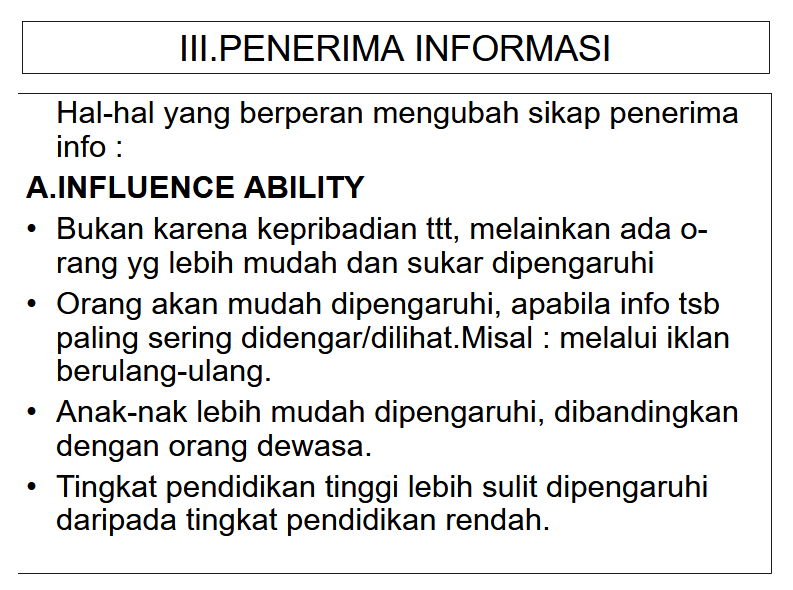 III.PENERIMA INFORMASI
Hal-hal yang berperan mengubah sikap penerima
info :
A.INFLUENCE ABILITY
• Bukan karena kepribadian ttt, melainkan ada o-
rang yg lebih mudah dan sukar dipengaruhi
• Orang akan mudah dipengaruhi, apabila info tsb
paling sering didengar/dilihat.Misal : melalui iklan
berulang-ulang.
• Anak-nak lebih mudah dipengaruhi, dibandingkan
dengan orang dewasa.
• Tingkat pendidikan tinggi lebih sulit dipengaruhi
daripada tingkat pendidikan rendah.